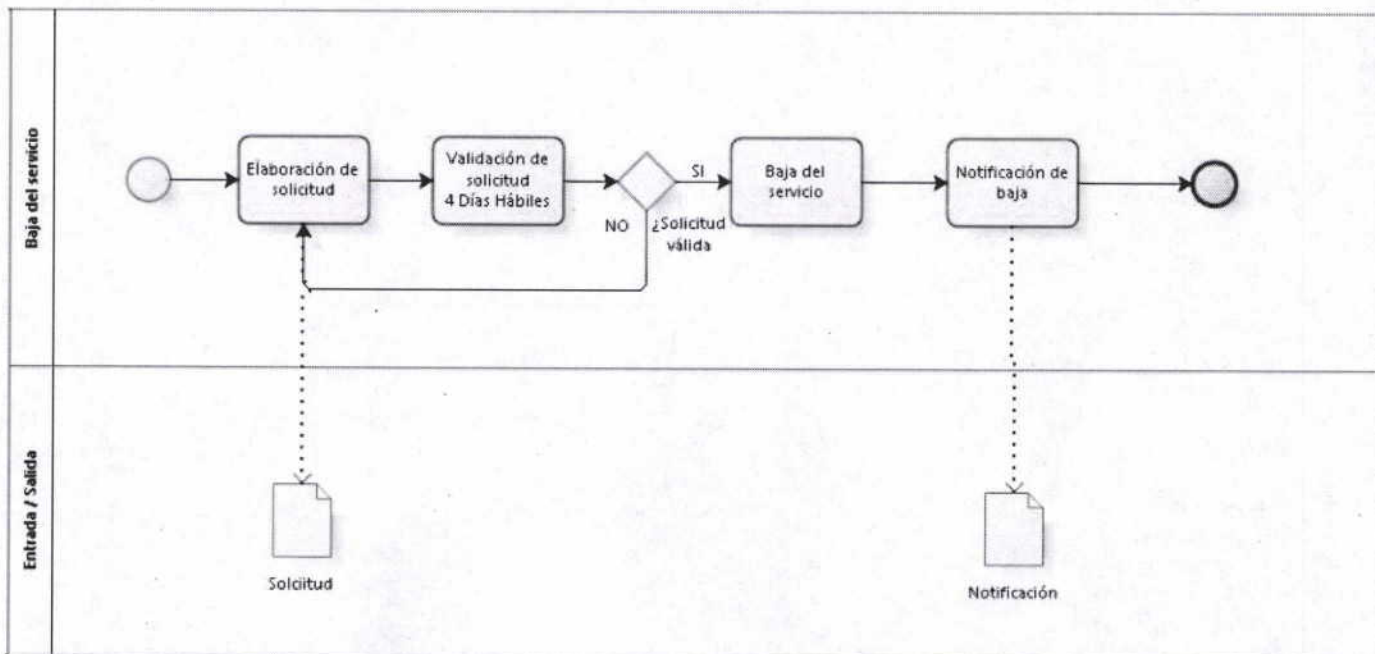 Baja del servicio
Elaboración de
solicitud
Validación de
solicitud
4 Días Hábiles
SI
NO
¿Solicitud
válida
Baja del
servicio
Notificación de
baja
Entrada / Salida
Solciitud
Notificación